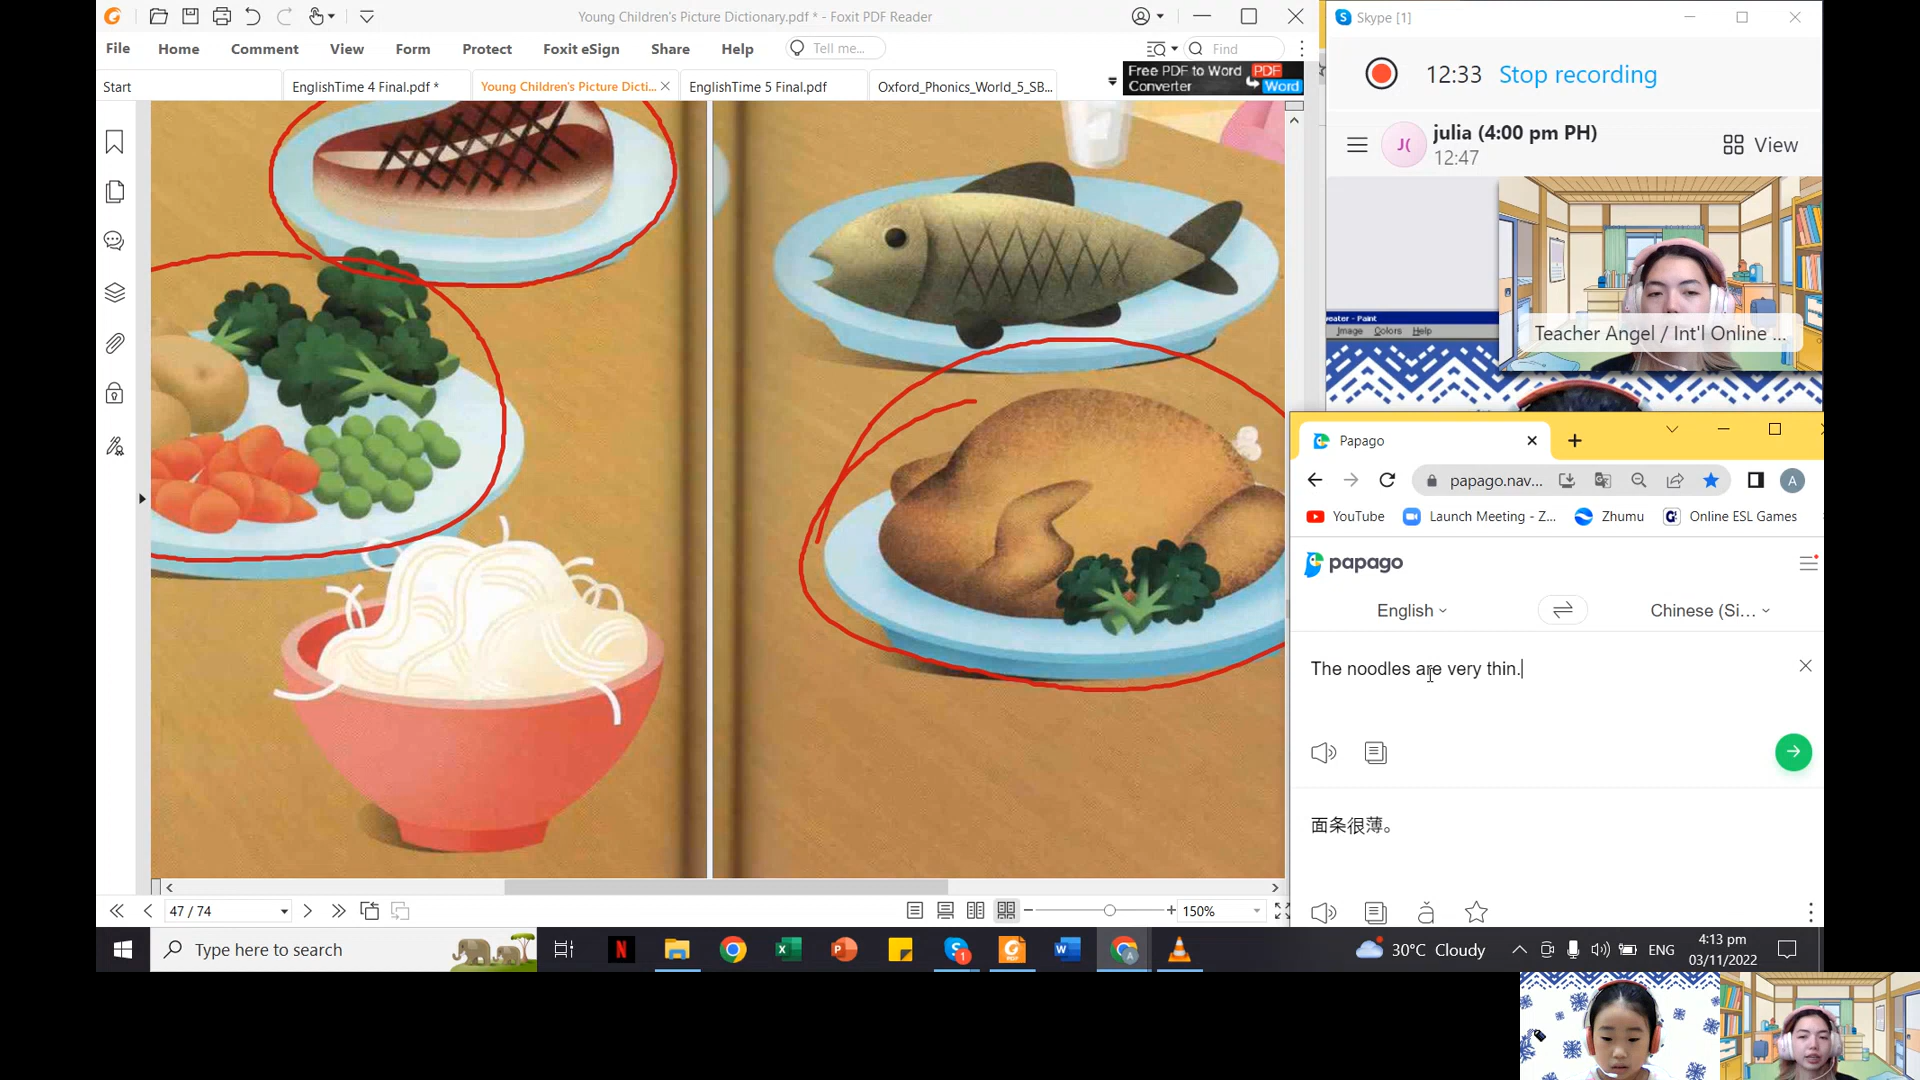 Young Children's Picture Dictionary.pdf * - Foxit PDF Reader
File Home Comment View Form Protect Foxit eSign Share Help Tell me... Find
Start
EnglishTime 4 Final.pdf *
Young Children's Picture Dicti...
EnglishTime 5 Final.pdf
Oxford_Phonics_World_5_SB...
Free PDF to Word Converter
PDF
Word
Skype [1]
12:33 Stop recording
J(
julia (4:00 pm PH)
12:47
View
eater - Paint
Image Colors Help
Teacher Angel / Int'l Online ...
Papago
papago.nav...
A
YouTube
Launch Meeting - Z...
Zhumu
Online ESL Games
papago
English
Chinese (Si...
The noodles are very thin.
面条很薄。
47 / 74
150%
Type here to search
30°C Cloudy
ENG
4:13 pm
03/11/2022